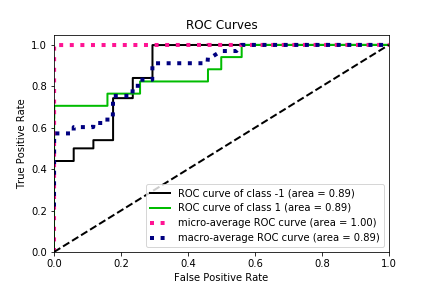 ROC Curves
True Positive Rate
1.0
0.8
0.6
0.4
0.2
0.0
ROC curve of class -1 (area = 0.89)
ROC curve of class 1 (area = 0.89)
micro-average ROC curve (area = 1.00)
macro-average ROC curve (area = 0.89)
0.0 0.2 0.4 0.6 0.8 1.0
False Positive Rate